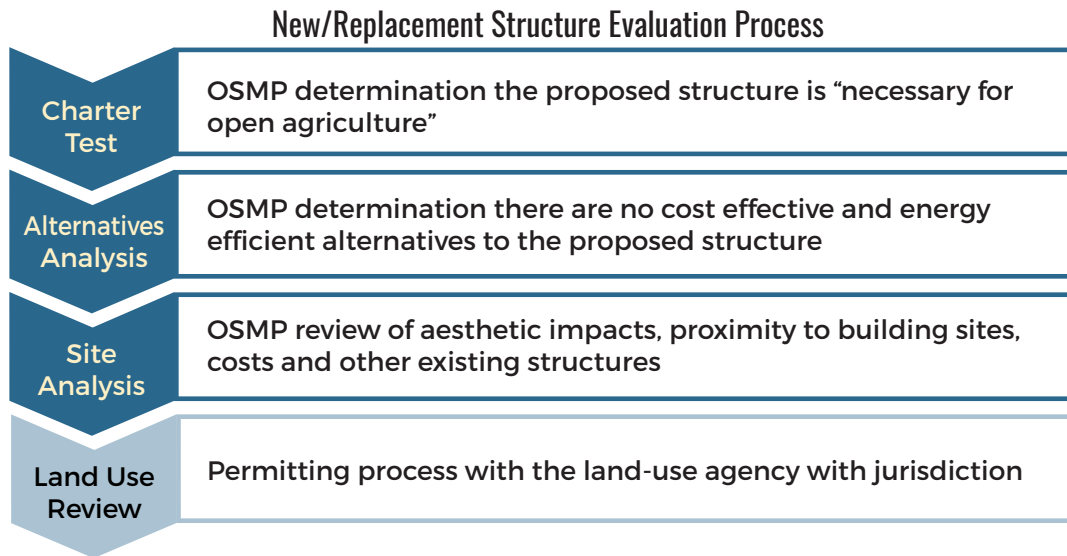 New/Replacement Structure Evaluation Process
Charter
Test
OSMP determination the proposed structure is “necessary for
open agriculture”
Alternatives
Analysis
OSMP determination there are no cost effective and energy
efficient alternatives to the proposed structure
Site
Analysis
OSMP review of aesthetic impacts, proximity to building sites,
costs and other existing structures
Land Use
Review
Permitting process with the land-use agency with jurisdiction